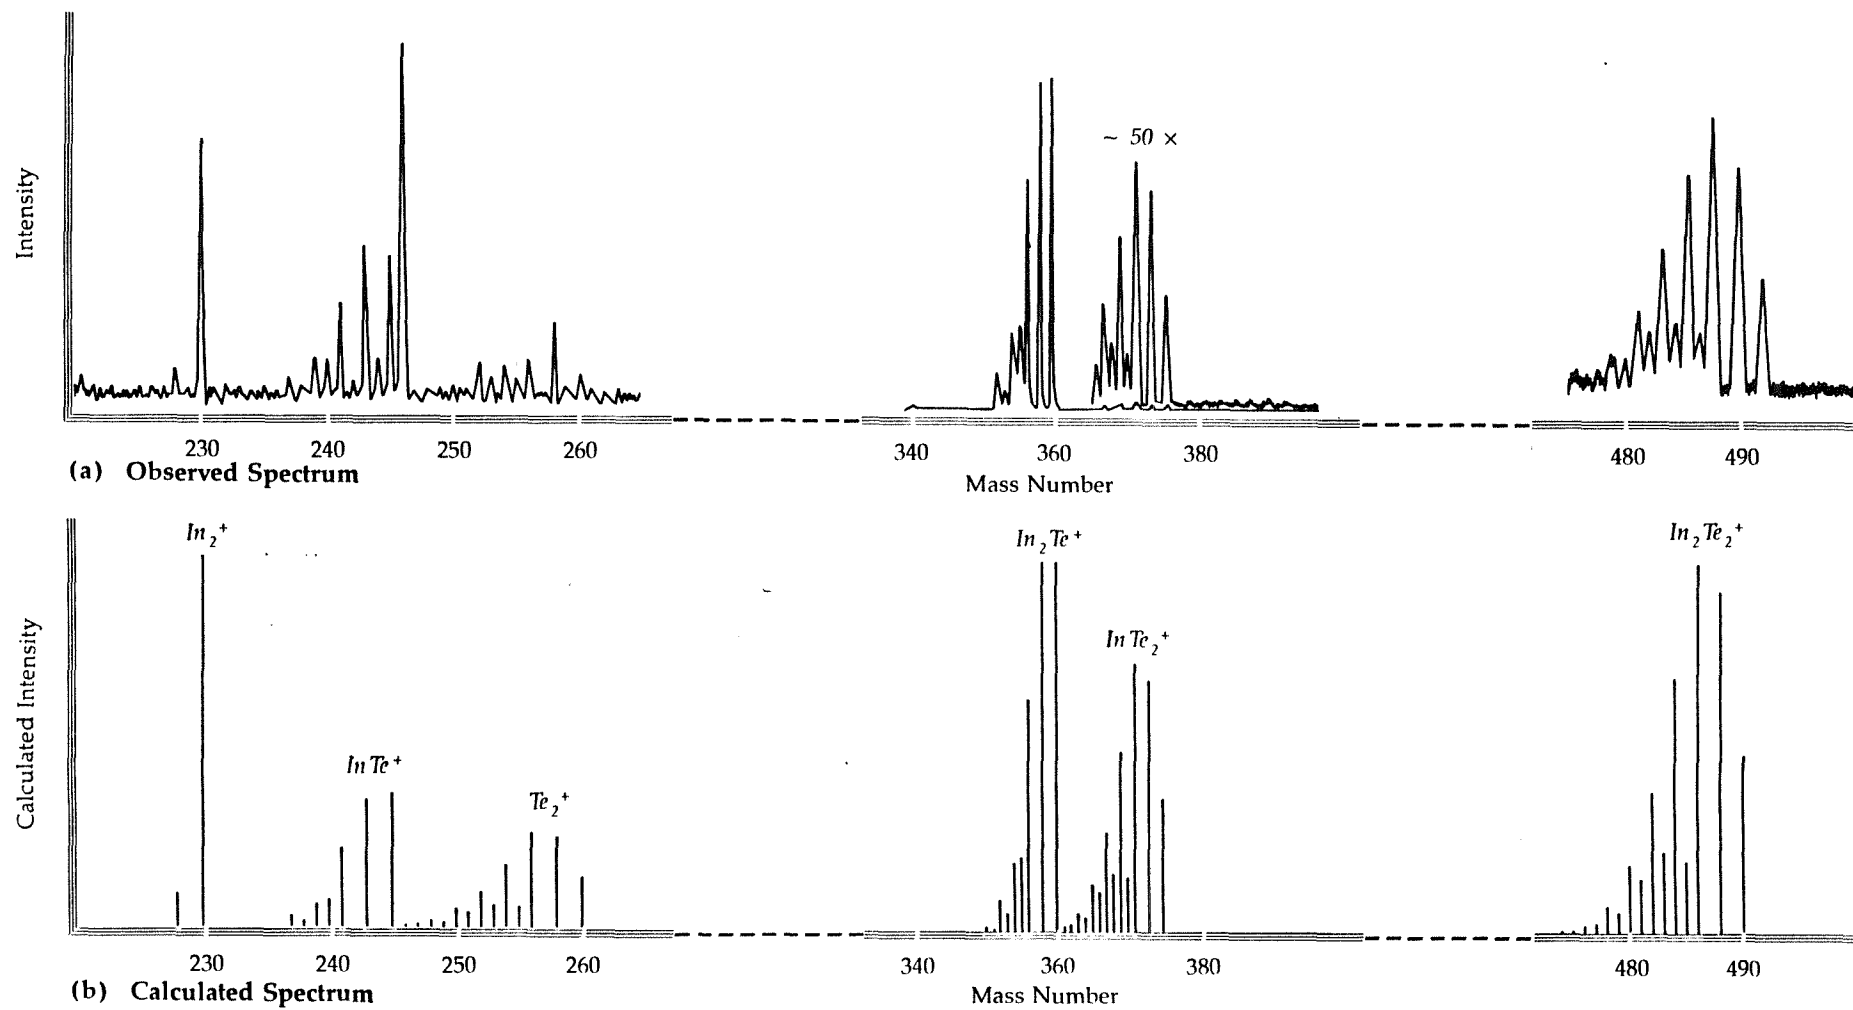 Intensity
~ 50 ×
230 240 250 260 340 360 380 480 490
(a) Observed Spectrum
Mass Number
In₂⁺
In₂Te⁺
In₂Te₂⁺
InTe₂⁺
InTe⁺
Te₂⁺
Calculated Intensity
230 240 250 260 340 360 380 480 490
(b) Calculated Spectrum
Mass Number